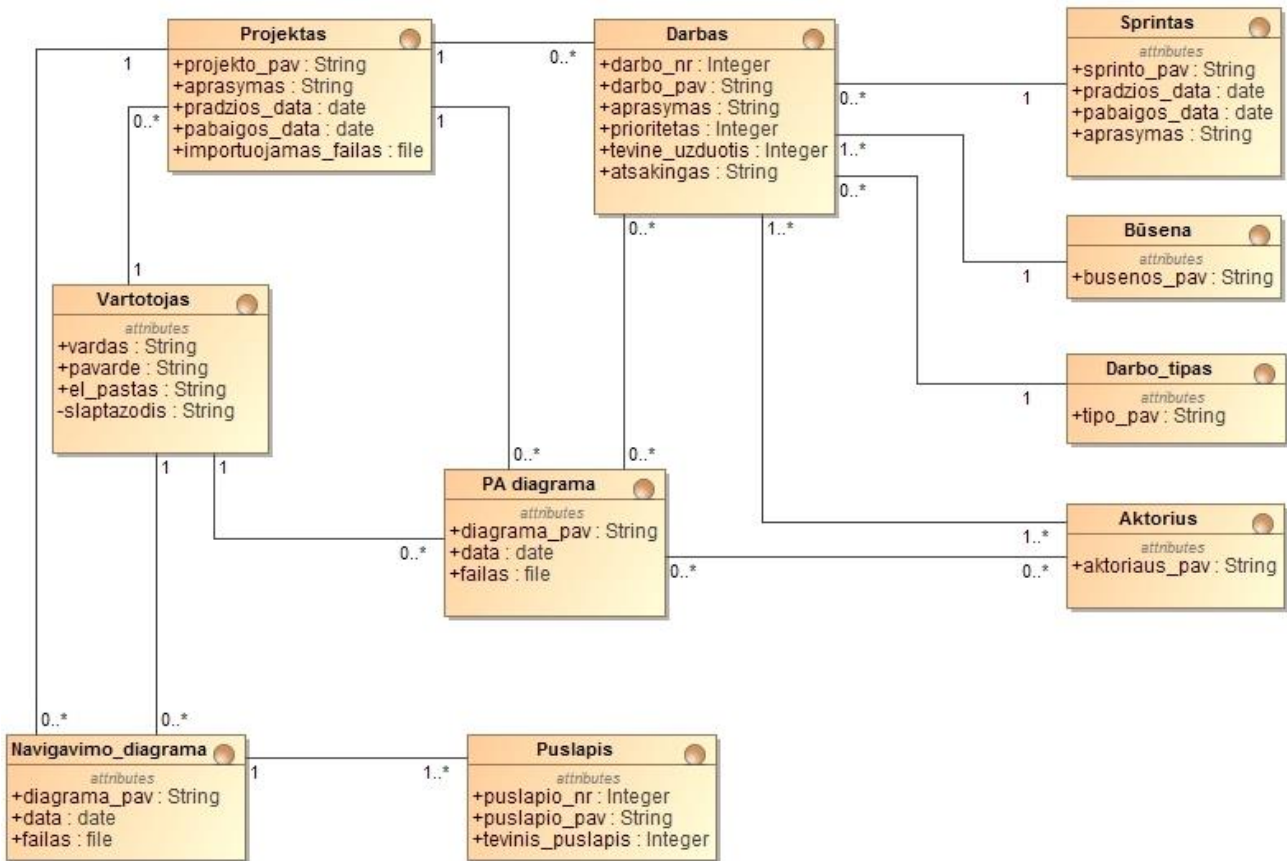 Projektas
+projekto_pav : String
+aprasymas : String
+pradzios_data : date
+pabaigos_data : date
+importuojamas_failas : file
1
0..*
1
1
0..*
Darbas
+darbo_nr : Integer
+darbo_pav : String
+aprasymas : String
+prioritetas : Integer
+tevine_uzduotis : Integer
+atsakingas : String
0..*
1..*
0..*
0..*
1..*
Sprintas
attributes
+sprinto_pav : String
+pradzios_data : date
+pabaigos_data : date
+aprasymas : String
1
Būsena
attributes
+busenos_pav : String
1
Darbo_tipas
attributes
+tipo_pav : String
1
1
Vartotojas
attributes
+vardas : String
+pavarde : String
+el_pastas : String
-slaptazodis : String
1
1
0..*
0..*
PA diagrama
attributes
+diagrama_pav : String
+data : date
+failas : file
0..*
0..*
Aktorius
attributes
+aktoriaus_pav : String
1..*
0..*
0..*
0..*
Navigavimo_diagrama
attributes
+diagrama_pav : String
+data : date
+failas : file
1
1..*
Puslapis
attributes
+puslapio_nr : Integer
+puslapio_pav : String
+tevinis_puslapis : Integer